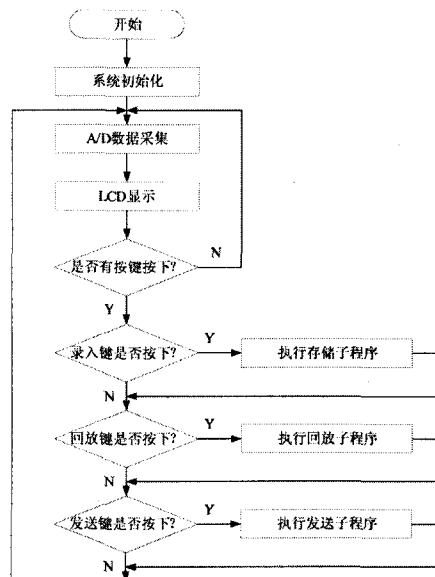 开始
系统初始化
A/D数据采集
LCD显示
是否有按键按下?
N
Y
录入键是否按下?
Y
执行存储子程序
N
回放键是否按下?
Y
执行回放子程序
N
发送键是否按下?
Y
执行发送子程序
N